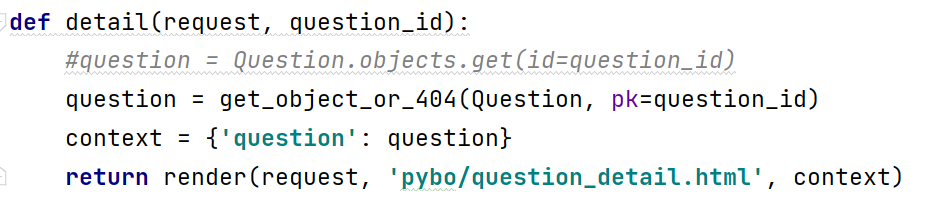 def detail(request, question_id):
    #question = Question.objects.get(id=question_id)
    question = get_object_or_404(Question, pk=question_id)
    context = {'question': question}
    return render(request, 'pybo/question_detail.html', context)